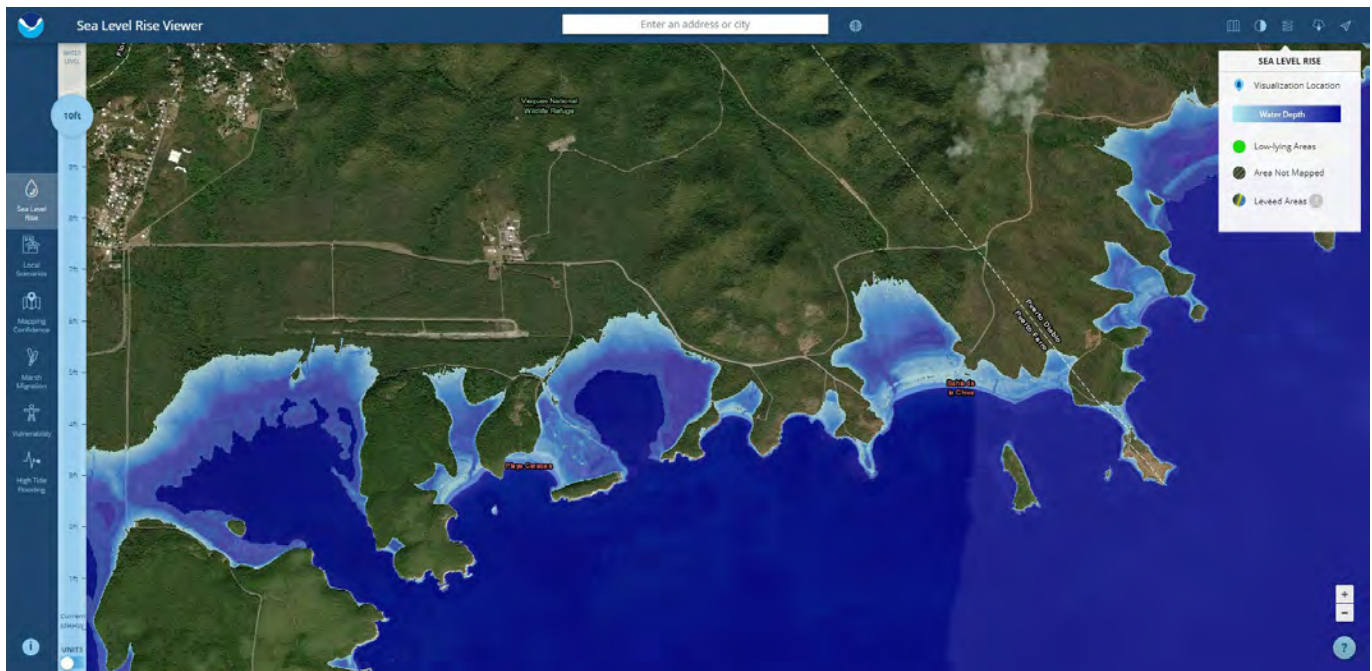 Sea Level Rise Viewer
Enter an address or city
WATER
LEVEL
10ft
9ft
8ft
7ft
6ft
5ft
4ft
3ft
2ft
1ft
Current
MHHW
UNITS
Sea Level
Rise
Local
Scenarios
Mapping
Confidence
Marsh
Migration
Vulnerability
High Tide
Flooding
i
Vieques National
Wildlife Refuge
Puerto Diablo
Puerto Ferro
Bahia de
la Chiva
Playa Caracas
SEA LEVEL RISE
Visualization Location
Water Depth
Low-lying Areas
Area Not Mapped
Leveed Areas ?
+
−
?